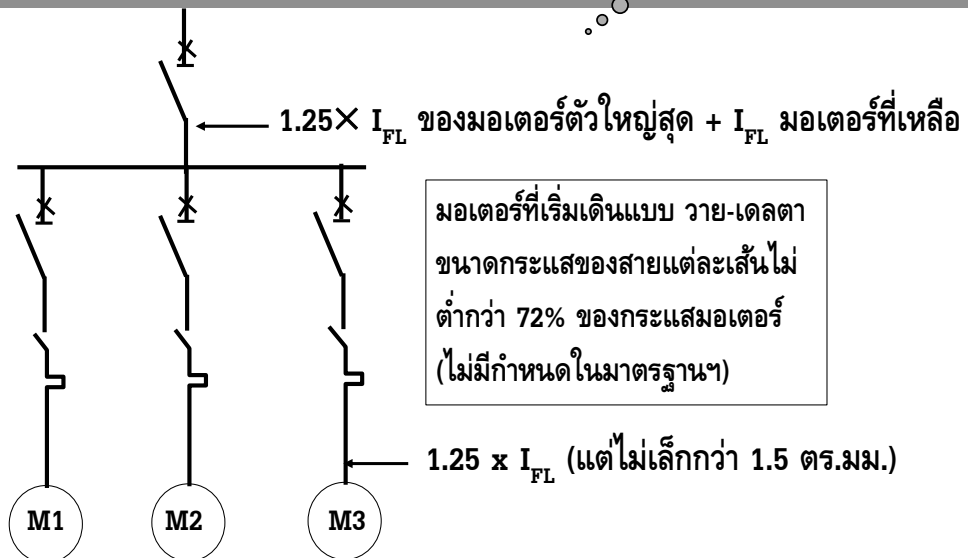 1.25× I_FL ของมอเตอร์ตัวใหญ่สุด + I_FL มอเตอร์ที่เหลือ
มอเตอร์ที่เริ่มเดินแบบ วาย-เดลตา
ขนาดกระแสของสายแต่ละเส้นไม่
ต่ำกว่า 72% ของกระแสมอเตอร์
(ไม่มีกำหนดในมาตรฐานฯ)
1.25 x I_FL (แต่ไม่เล็กกว่า 1.5 ตร.มม.)
M1 M2 M3